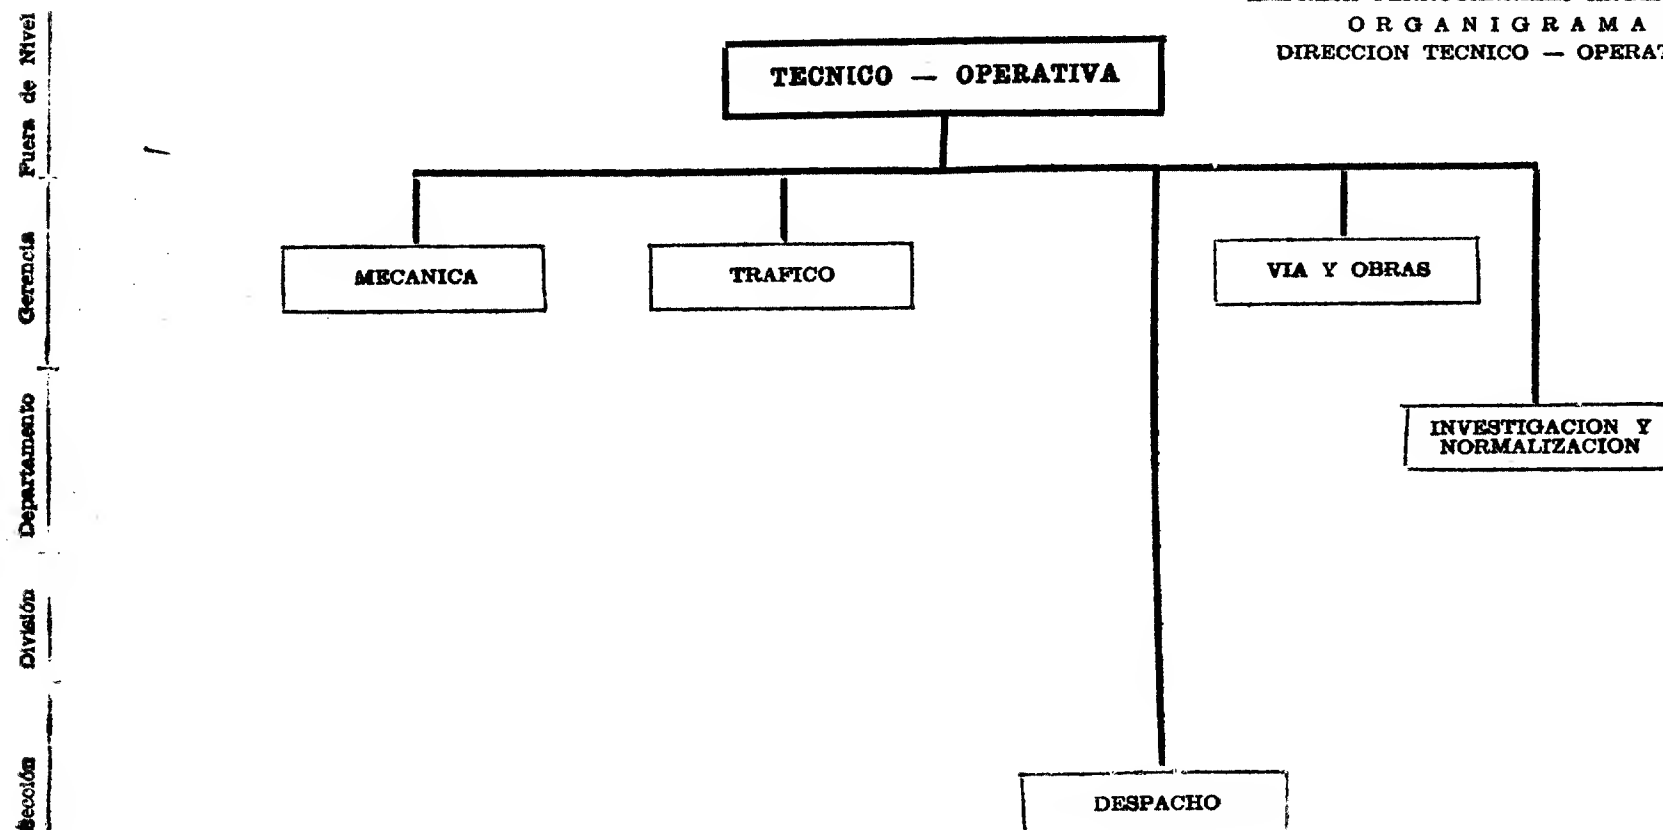 ORGANIGRAMA
DIRECCION TECNICO — OPERAT
TECNICO — OPERATIVA
MECANICA
TRAFICO
VIA Y OBRAS
INVESTIGACION Y
NORMALIZACION
DESPACHO
Fuera de Nivel
Gerencia
Departamento
División
Sección